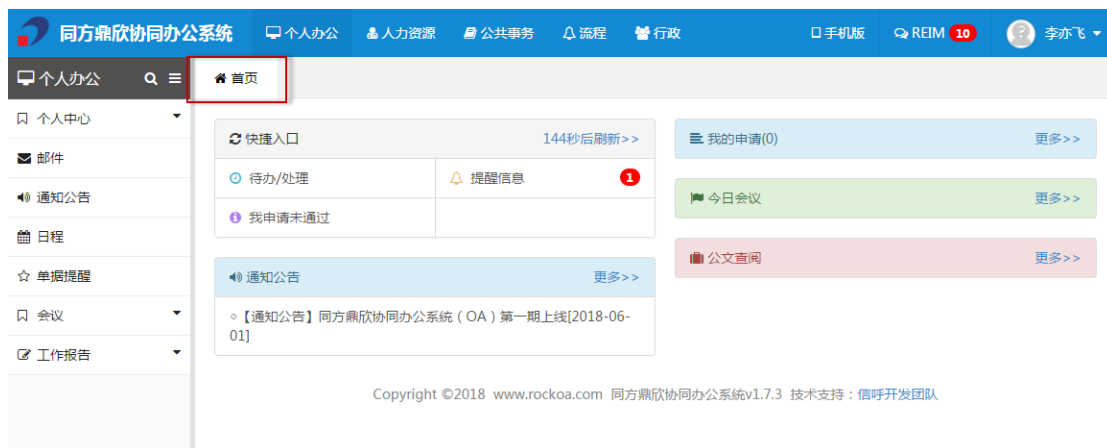 同方鼎欣协同办公系统 个人办公 人力资源 公共事务 流程 行政 手机版 REIM 10 李亦飞
个人办公 首页
个人中心
邮件
通知公告
日程
单据提醒
会议
工作报告
快捷入口 144秒后刷新>>
待办/处理 提醒信息 1
我申请未通过
通知公告 更多>>
◇【通知公告】同方鼎欣协同办公系统（OA）第一期上线[2018-06-
01]
我的申请(0) 更多>>
今日会议 更多>>
公文查阅 更多>>
Copyright ©2018 www.rockoa.com 同方鼎欣协同办公系统v1.7.3 技术支持：信呼开发团队